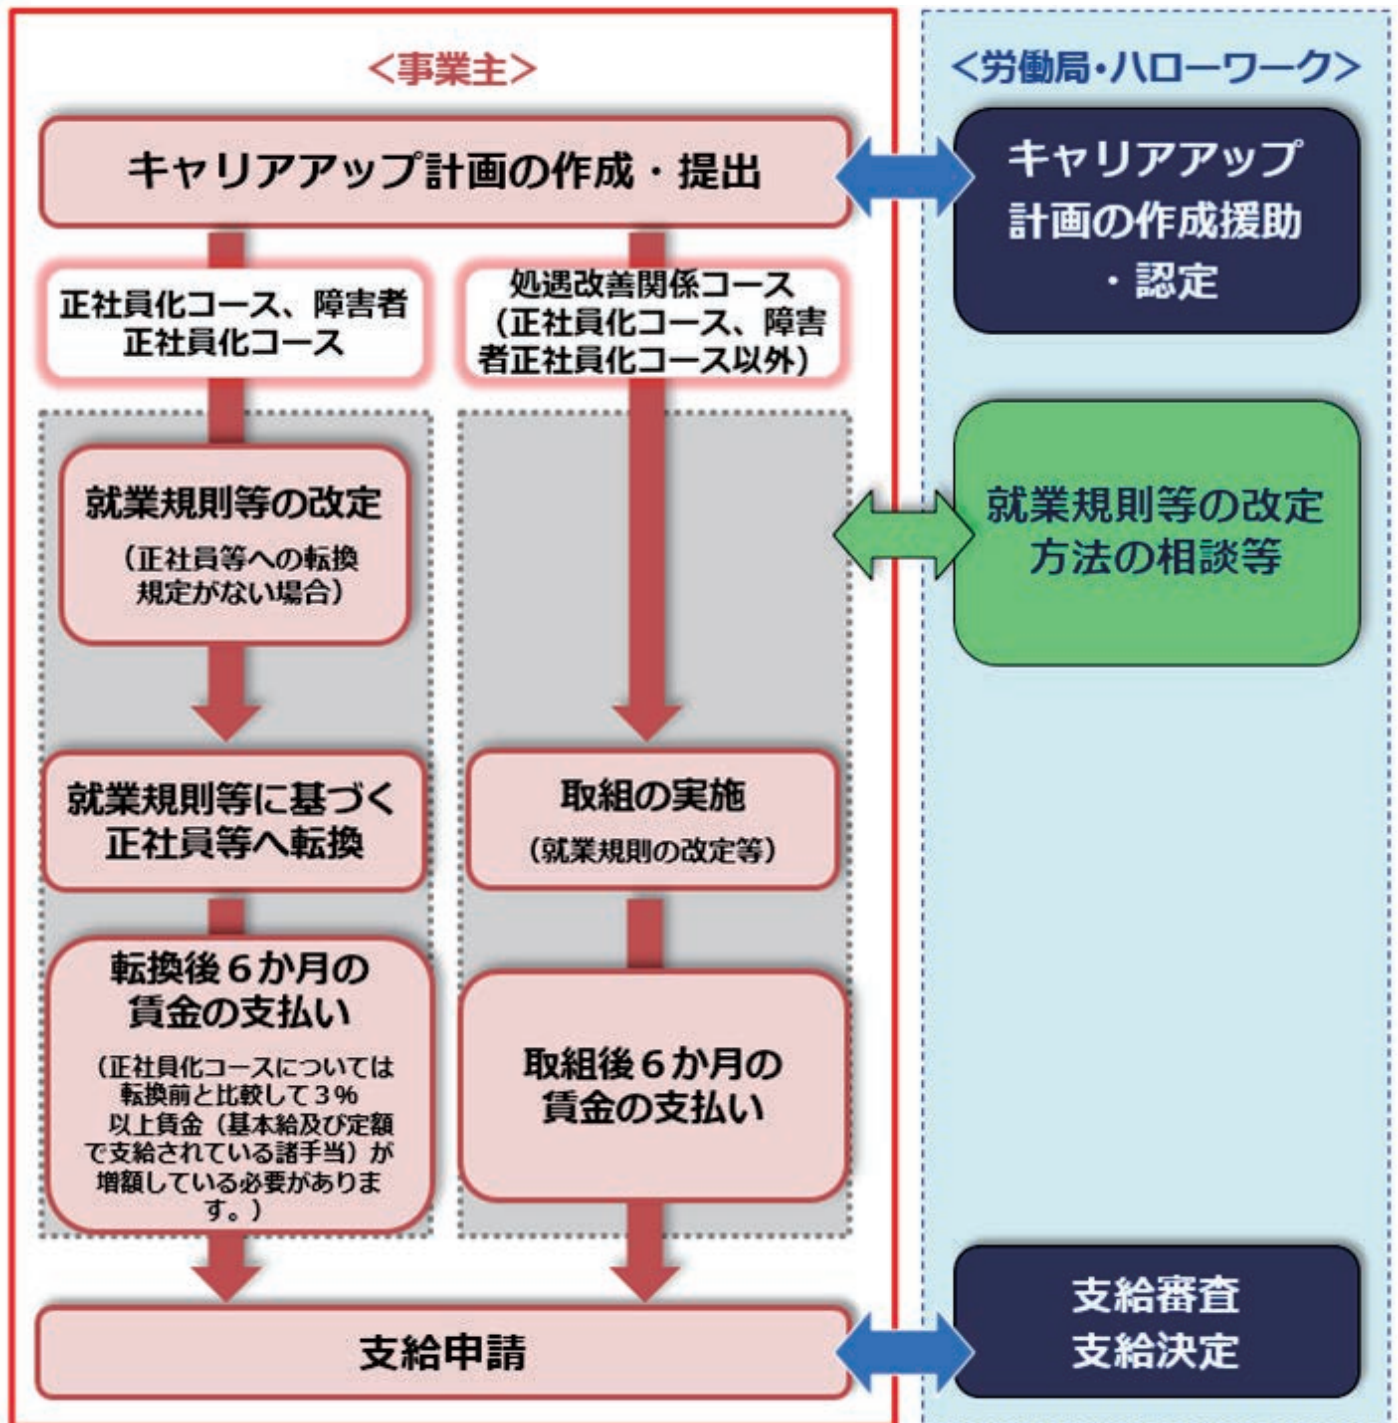 <事業主>
キャリアアップ計画の作成・提出
正社員化コース、障害者
正社員化コース
処遇改善関係コース
（正社員化コース、障害
者正社員化コース以外）
就業規則等の改定
（正社員等への転換
規定がない場合）
就業規則等に基づく
正社員等へ転換
取組の実施
（就業規則の改定等）
転換後６か月の
賃金の支払い
（正社員化コースについては
転換前と比較して３％
以上賃金（基本給及び定額
で支給されている諸手当）が
増額している必要がありま
す。）
取組後６か月の
賃金の支払い
支給申請
<労働局・ハローワーク>
キャリアアップ
計画の作成援助
・認定
就業規則等の改定
方法の相談等
支給審査
支給決定